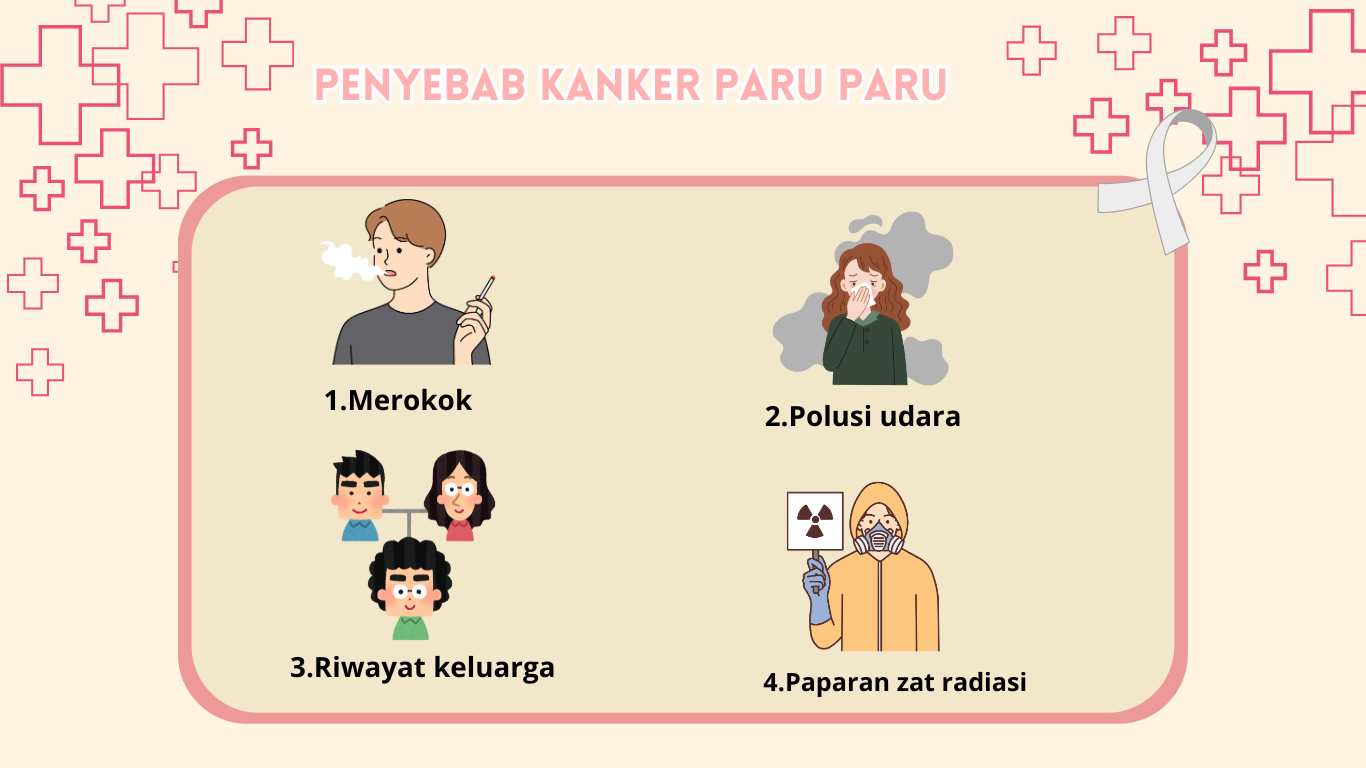 PENYEBAB KANKER PARU PARU
1.Merokok
2.Polusi udara
3.Riwayat keluarga
4.Paparan zat radiasi